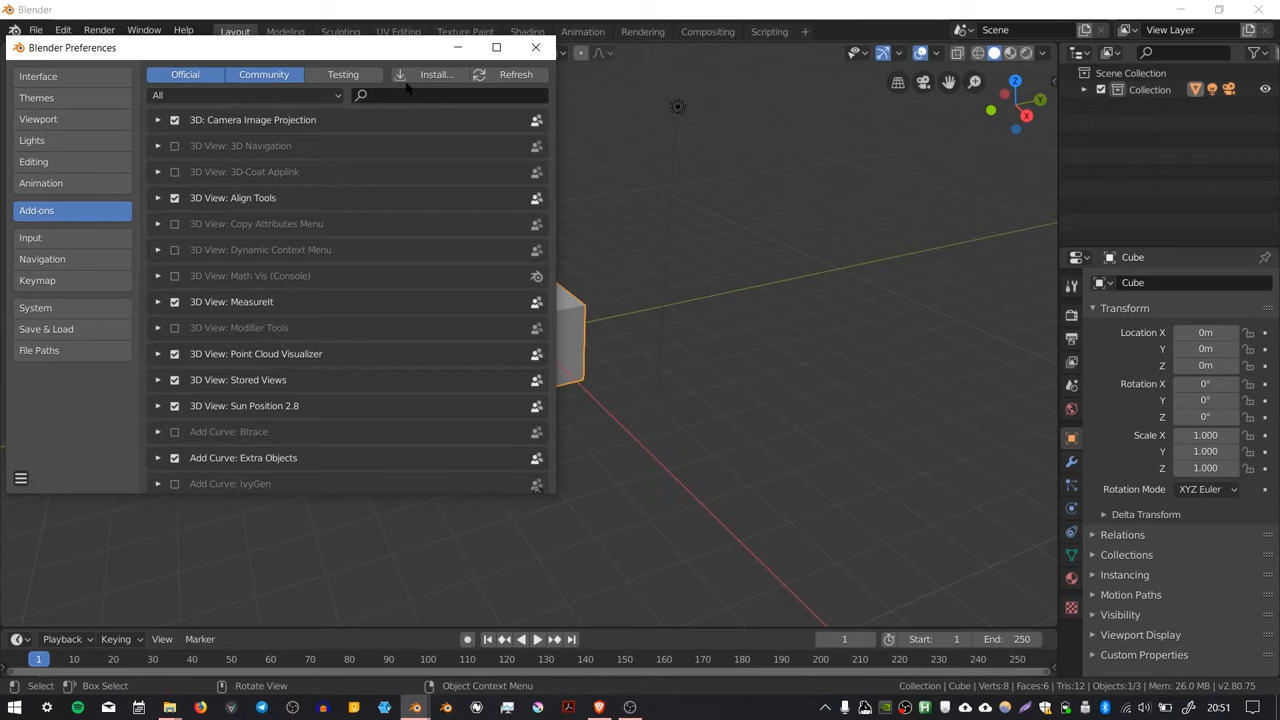 Blender
File Edit Render Window Help Layout Modeling Sculpting UV Editing Texture Paint Shading Animation Rendering Compositing Scripting + Scene View Layer
Blender Preferences
Interface
Themes
Viewport
Lights
Editing
Animation
Add-ons
Input
Navigation
Keymap
System
Save & Load
File Paths
Official Community Testing Install... Refresh
All
3D: Camera Image Projection
3D View: 3D Navigation
3D View: 3D-Coat Applink
3D View: Align Tools
3D View: Copy Attributes Menu
3D View: Dynamic Context Menu
3D View: Math Vis (Console)
3D View: MeasureIt
3D View: Modifier Tools
3D View: Point Cloud Visualizer
3D View: Stored Views
3D View: Sun Position 2.8
Add Curve: Btrace
Add Curve: Extra Objects
Add Curve: IvyGen
Z
Y
X
Scene Collection
Collection
Cube
Cube
Transform
Location X 0m
Y 0m
Z 0m
Rotation X 0°
Y 0°
Z 0°
Scale X 1.000
Y 1.000
Z 1.000
Rotation Mode XYZ Euler
Delta Transform
Relations
Collections
Instancing
Motion Paths
Visibility
Viewport Display
Custom Properties
Playback Keying View Marker 1 Start: 1 End: 250
1 10 20 30 40 50 60 70 80 90 100 110 120 130 140 150 160 170 180 190 200 210 220 230 240 250
Select Box Select Rotate View Object Context Menu Collection | Cube | Verts:8 | Faces:6 | Tris:12 | Objects:1/3 | Mem: 26.0 MB | v2.80.75
20:51